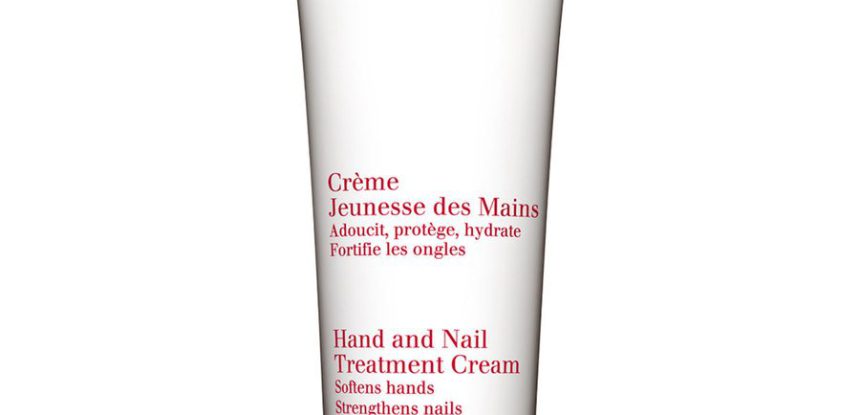 Crème
Jeunesse des Mains
Adoucit, protège, hydrate
Fortifie les ongles
Hand and Nail
Treatment Cream
Softens hands
Strengthens nails